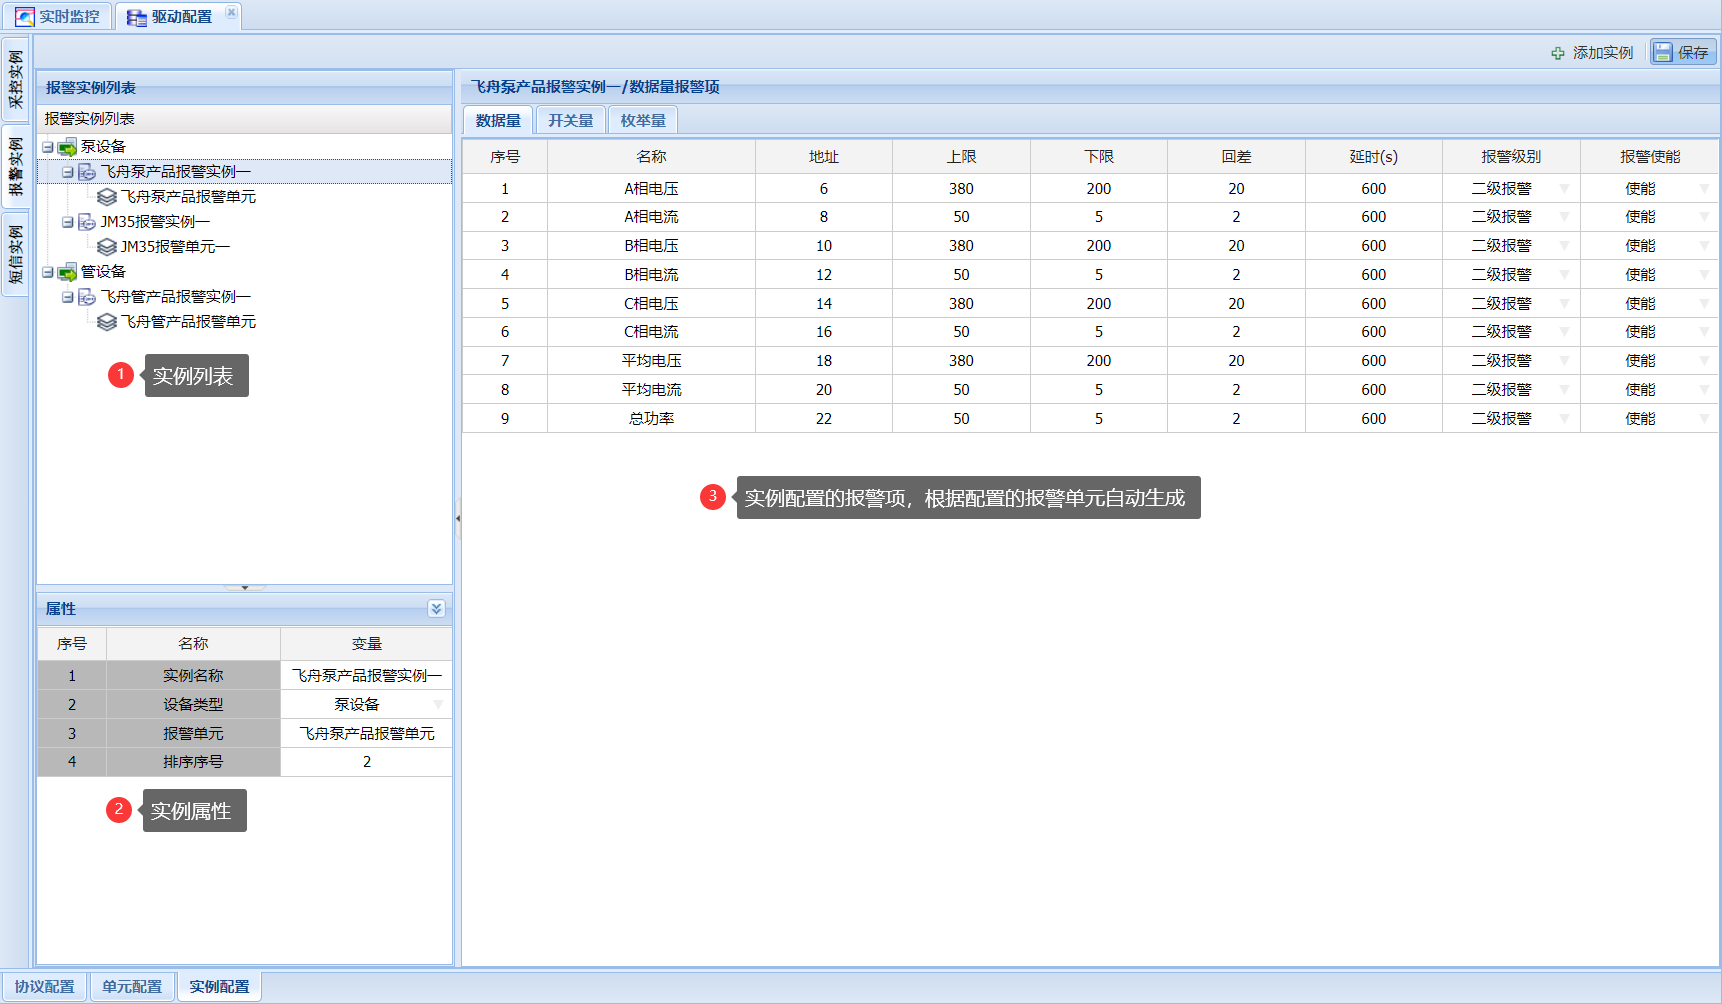 实时监控 驱动配置
添加实例 保存
采控实例
报警实例
短信实例
报警实例列表
报警实例列表
泵设备
飞舟泵产品报警实例一
飞舟泵产品报警单元
JM35报警实例一
JM35报警单元一
管设备
飞舟管产品报警实例一
飞舟管产品报警单元
1 实例列表
属性
序号 名称 变量
1 实例名称 飞舟泵产品报警实例一
2 设备类型 泵设备
3 报警单元 飞舟泵产品报警单元
4 排序序号 2
2 实例属性
飞舟泵产品报警实例一/数据量报警项
数据量 开关量 枚举量
序号 名称 地址 上限 下限 回差 延时(s) 报警级别 报警使能
1 A相电压 6 380 200 20 600 二级报警 使能
2 A相电流 8 50 5 2 600 二级报警 使能
3 B相电压 10 380 200 20 600 二级报警 使能
4 B相电流 12 50 5 2 600 二级报警 使能
5 C相电压 14 380 200 20 600 二级报警 使能
6 C相电流 16 50 5 2 600 二级报警 使能
7 平均电压 18 380 200 20 600 二级报警 使能
8 平均电流 20 50 5 2 600 二级报警 使能
9 总功率 22 50 5 2 600 二级报警 使能
3 实例配置的报警项，根据配置的报警单元自动生成
协议配置 单元配置 实例配置